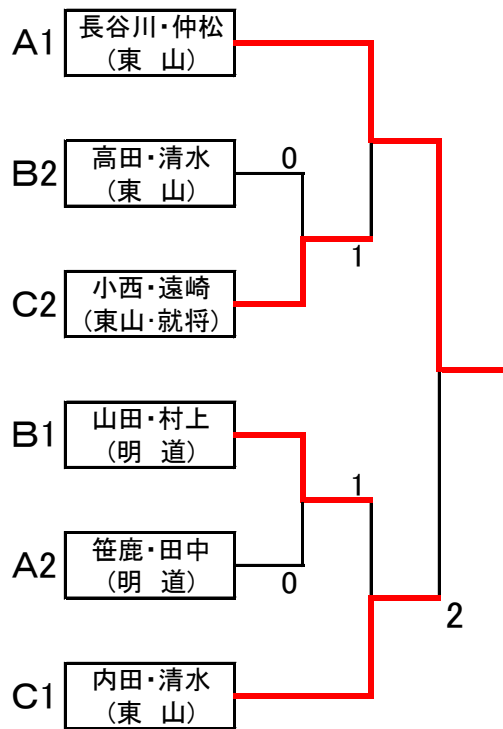 A1
長谷川・仲松
(東　山)
B2
高田・清水
(東　山)
0
C2
小西・遠崎
(東山・就将)
1
B1
山田・村上
(明　道)
1
A2
笹鹿・田中
(明　道)
0
C1
内田・清水
(東　山)
2